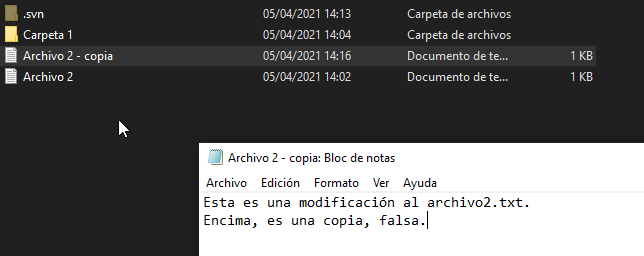 .svn 05/04/2021 14:13 Carpeta de archivos
Carpeta 1 05/04/2021 14:04 Carpeta de archivos
Archivo 2 - copia 05/04/2021 14:16 Documento de te... 1 KB
Archivo 2 05/04/2021 14:02 Documento de te... 1 KB
Archivo 2 - copia: Bloc de notas
Archivo Edición Formato Ver Ayuda
Esta es una modificación al archivo2.txt.
Encima, es una copia, falsa.